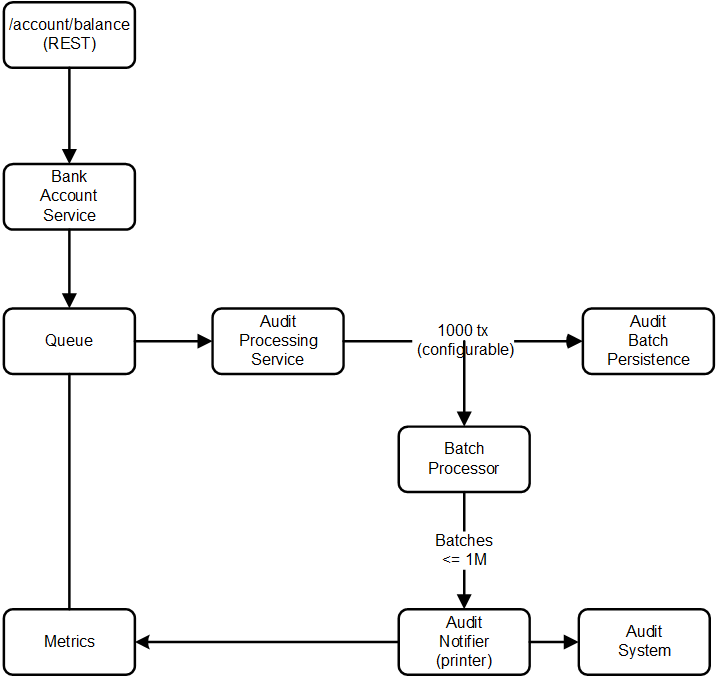 /account/balance
(REST)
Bank
Account
Service
Queue
Audit
Processing
Service
1000 tx
(configurable)
Audit
Batch
Persistence
Batch
Processor
Batches
<= 1M
Metrics
Audit
Notifier
(printer)
Audit
System